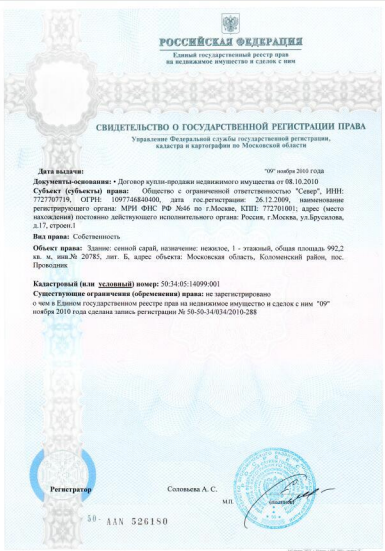 РОССИЙСКАЯ ФЕДЕРАЦИЯ
Единый государственный реестр прав
на недвижимое имущество и сделок с ним
СВИДЕТЕЛЬСТВО О ГОСУДАРСТВЕННОЙ РЕГИСТРАЦИИ ПРАВА
Управление Федеральной службы государственной регистрации,
кадастра и картографии по Московской области
Дата выдачи: "09" ноября 2010 года
Документы-основания: • Договор купли-продажи недвижимого имущества от 08.10.2010
Субъект (субъекты) права: Общество с ограниченной ответственностью "Север", ИНН:
7727707719, ОГРН: 1097746840400, дата гос.регистрации: 26.12.2009, наименование
регистрирующего органа: МРИ ФНС РФ №46 по г.Москве, КПП: 772701001; адрес (место
нахождения) постоянно действующего исполнительного органа: Россия, г.Москва, ул.Брусилова,
д.17, строен.1
Вид права: Собственность
Объект права: Здание: сенной сарай, назначение: нежилое, 1 - этажный, общая площадь 992,2
кв. м, инв.№ 20785, лит. Б, адрес объекта: Московская область, Коломенский район, пос.
Проводник
Кадастровый (или условный) номер: 50:34:05:14099:001
Существующие ограничения (обременения) права: не зарегистрировано
о чем в Едином государственном реестре прав на недвижимое имущество и сделок с ним "09"
ноября 2010 года сделана запись регистрации № 50-50-34/034/2010-288
Регистратор Соловьева А. С.
М.П. (подпись)
50- ААN 526180